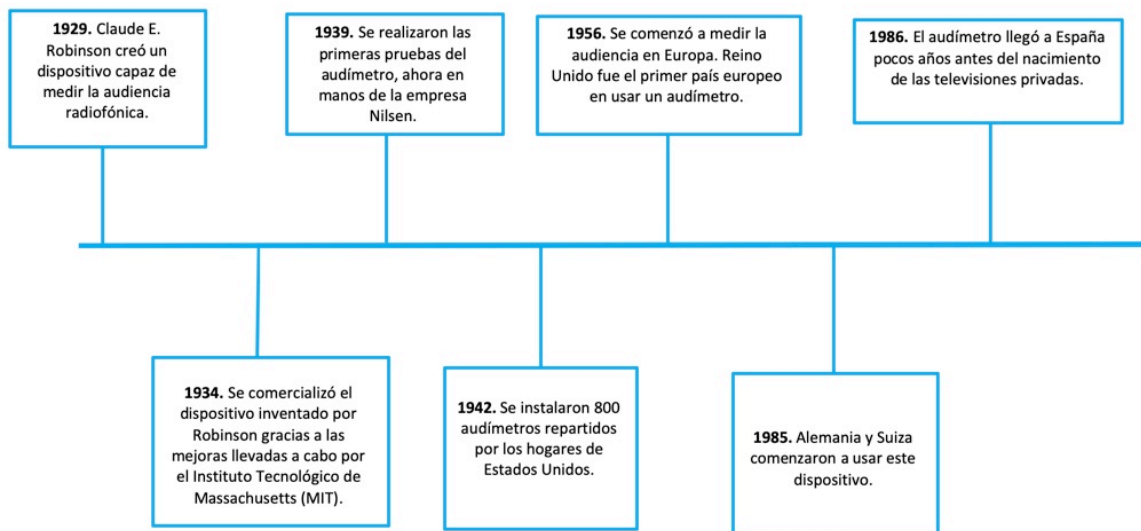 1929. Claude E.
Robinson creó un
dispositivo capaz de
medir la audiencia
radiofónica.
1939. Se realizaron las
primeras pruebas del
audímetro, ahora en
manos de la empresa
Nilsen.
1956. Se comenzó a medir la
audiencia en Europa. Reino
Unido fue el primer país europeo
en usar un audímetro.
1986. El audímetro llegó a España
pocos años antes del nacimiento
de las televisiones privadas.
1934. Se comercializó el
dispositivo inventado por
Robinson gracias a las
mejoras llevadas a cabo por
el Instituto Tecnológico de
Massachusetts (MIT).
1942. Se instalaron 800
audímetros repartidos
por los hogares de
Estados Unidos.
1985. Alemania y Suiza
comenzaron a usar este
dispositivo.